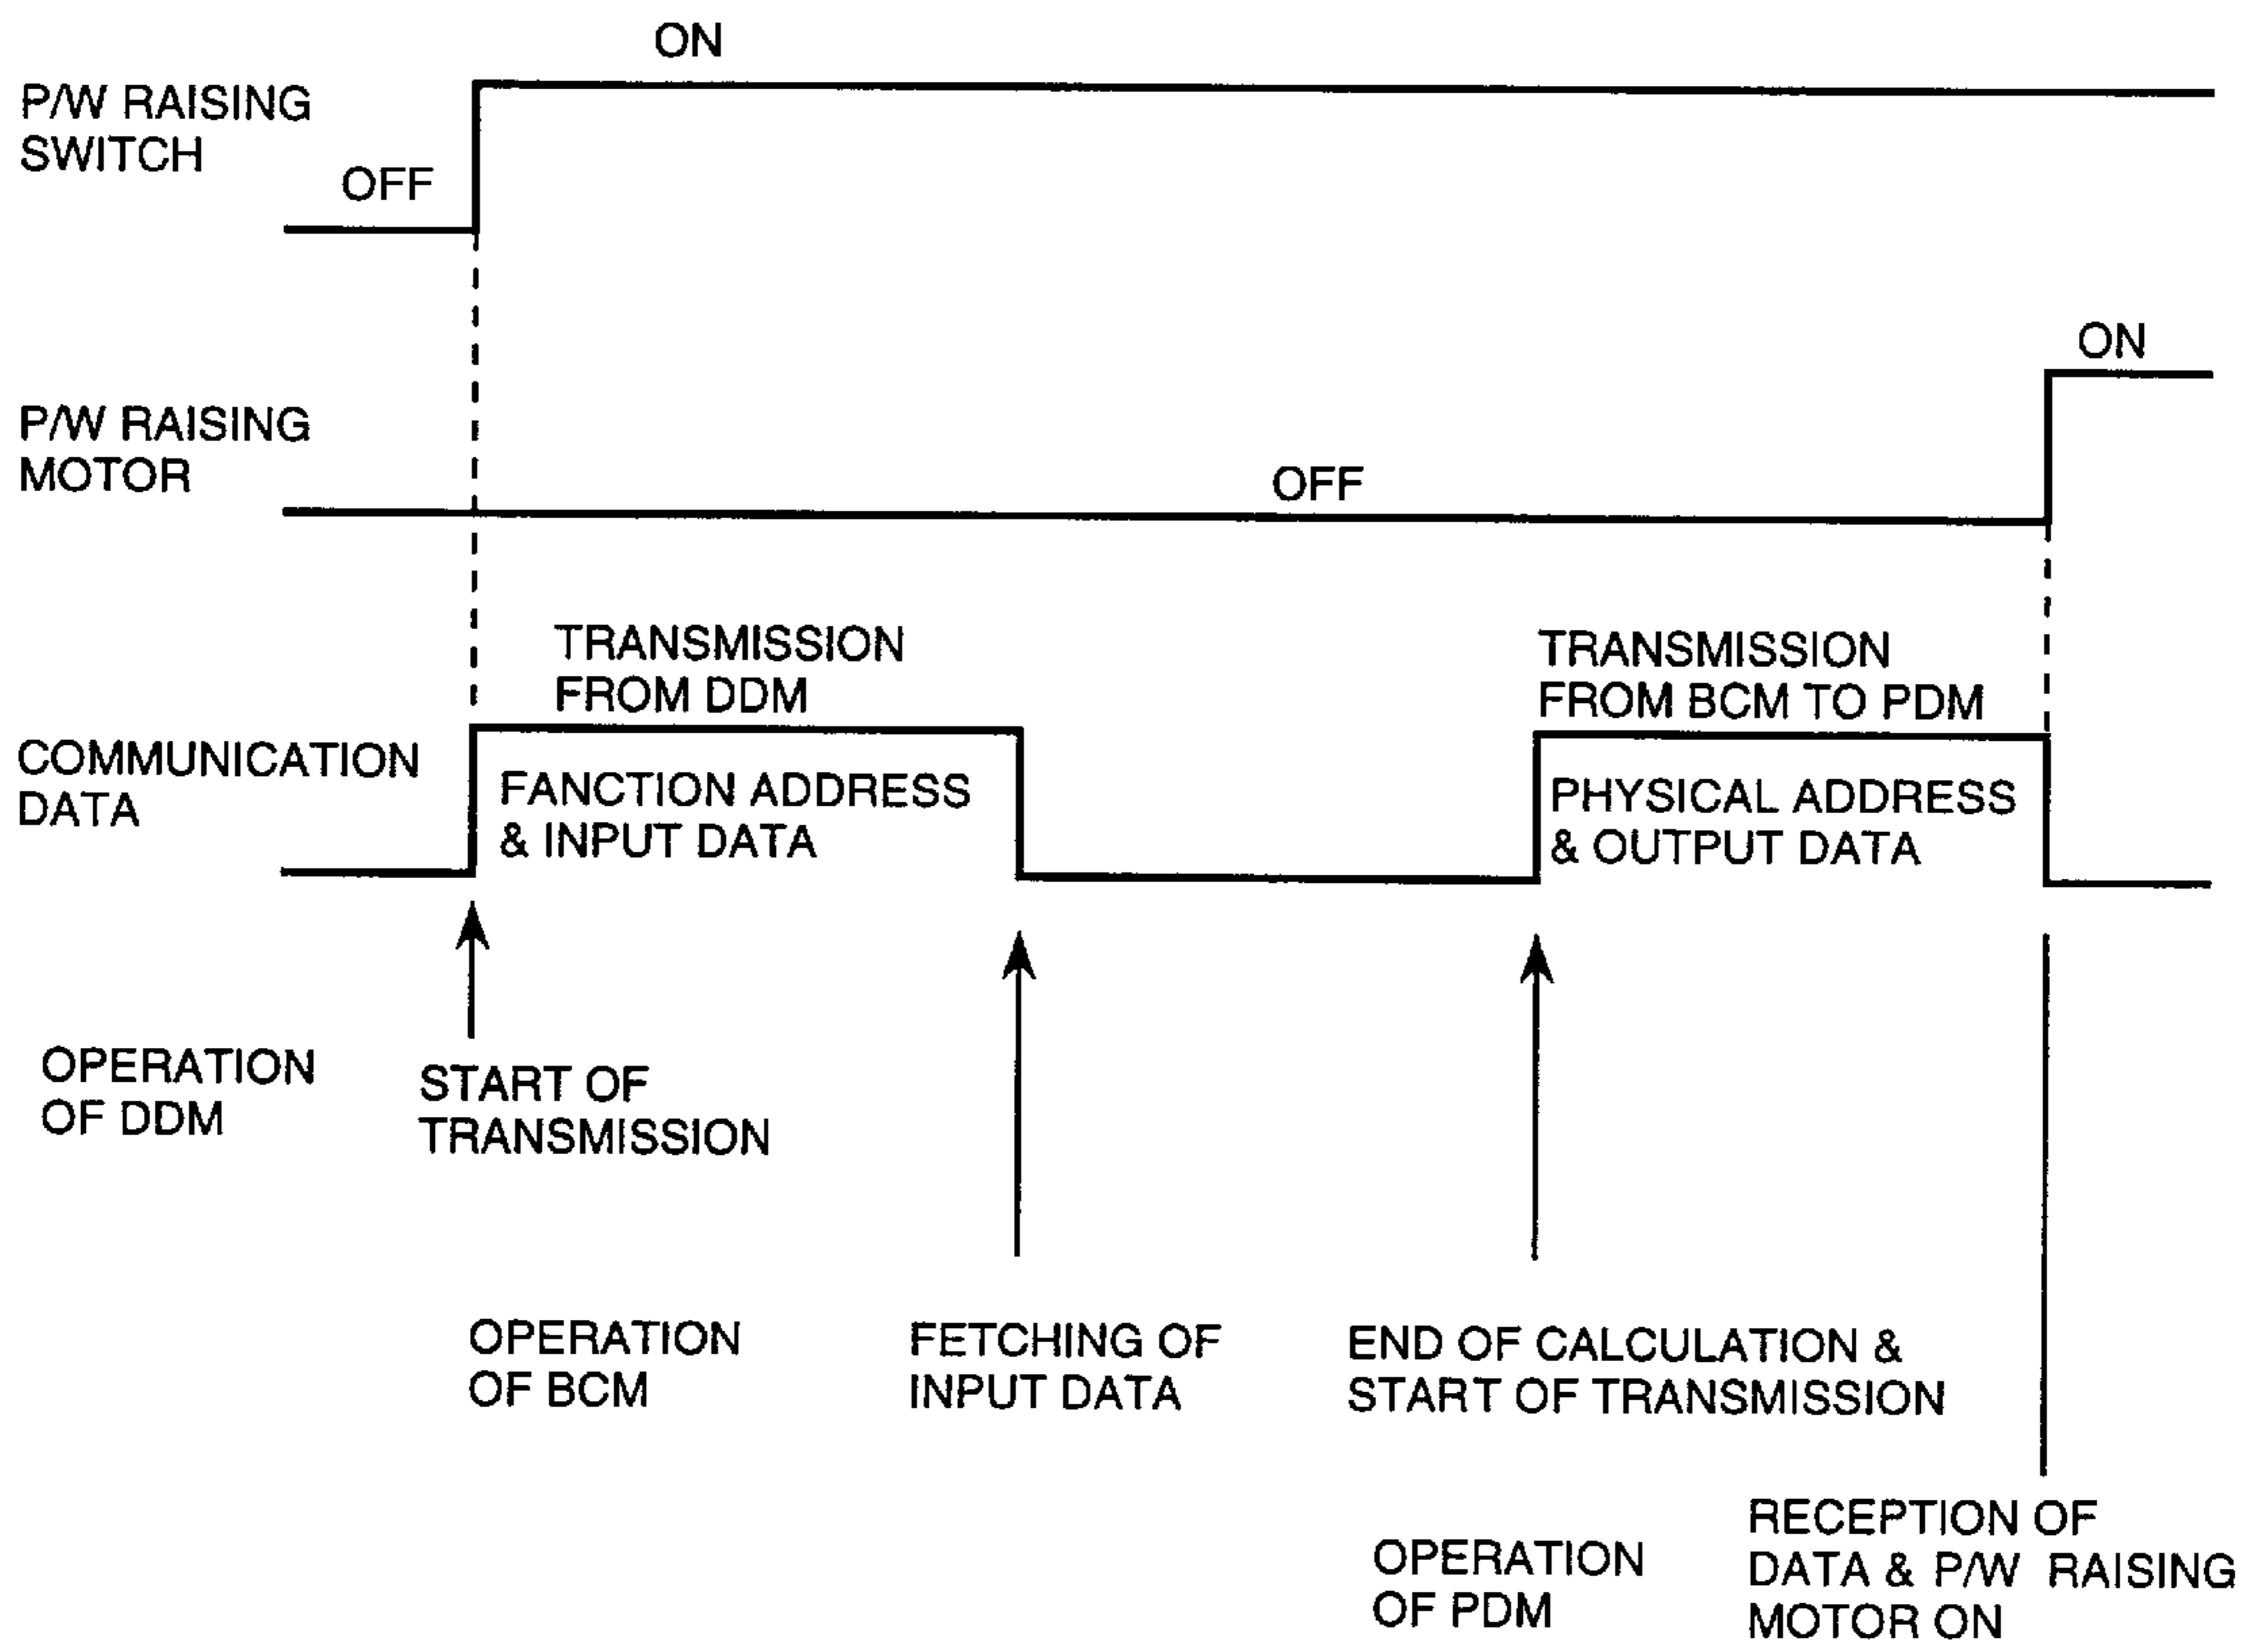 ON
P/W RAISING
SWITCH
OFF
ON
P/W RAISING
MOTOR
OFF
TRANSMISSION
FROM DDM
TRANSMISSION
FROM BCM TO PDM
COMMUNICATION
DATA
FANCTION ADDRESS
& INPUT DATA
PHYSICAL ADDRESS
& OUTPUT DATA
OPERATION
OF DDM
START OF
TRANSMISSION
OPERATION
OF BCM
FETCHING OF
INPUT DATA
END OF CALCULATION &
START OF TRANSMISSION
OPERATION
OF PDM
RECEPTION OF
DATA & P/W RAISING
MOTOR ON